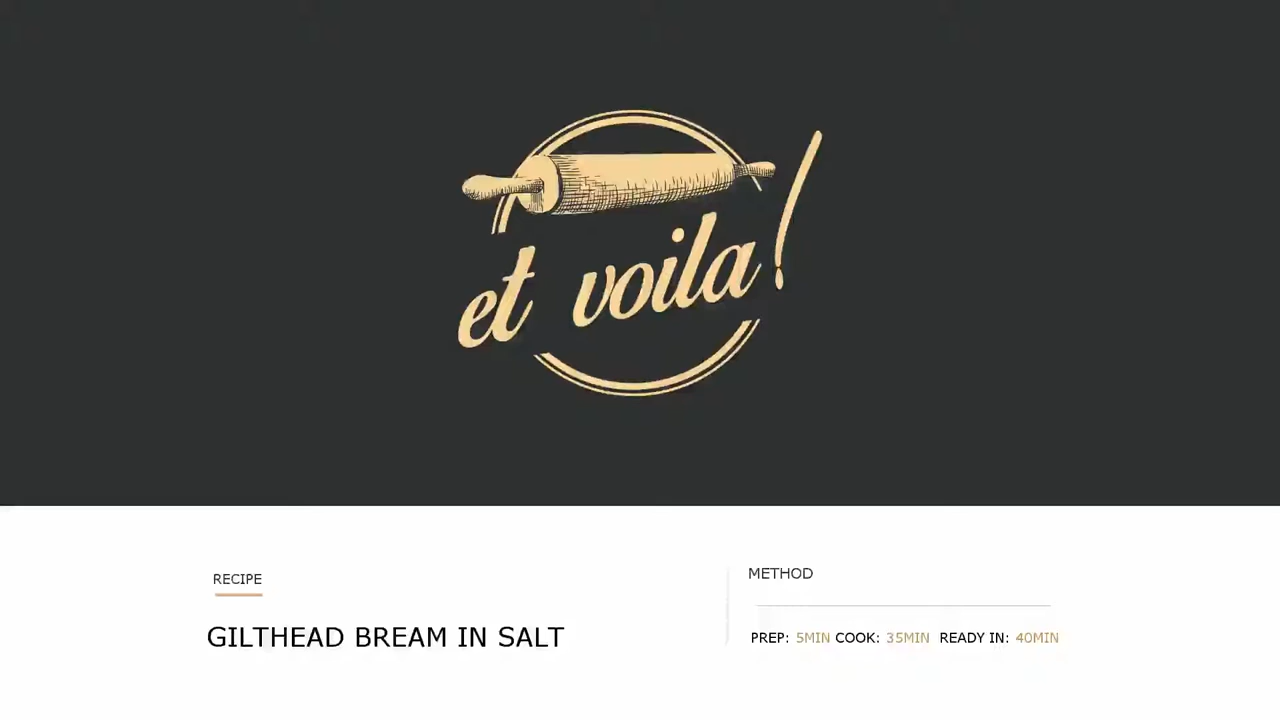 et voila!
RECIPE
GILTHEAD BREAM IN SALT
METHOD
PREP: 5MIN COOK: 35MIN READY IN: 40MIN